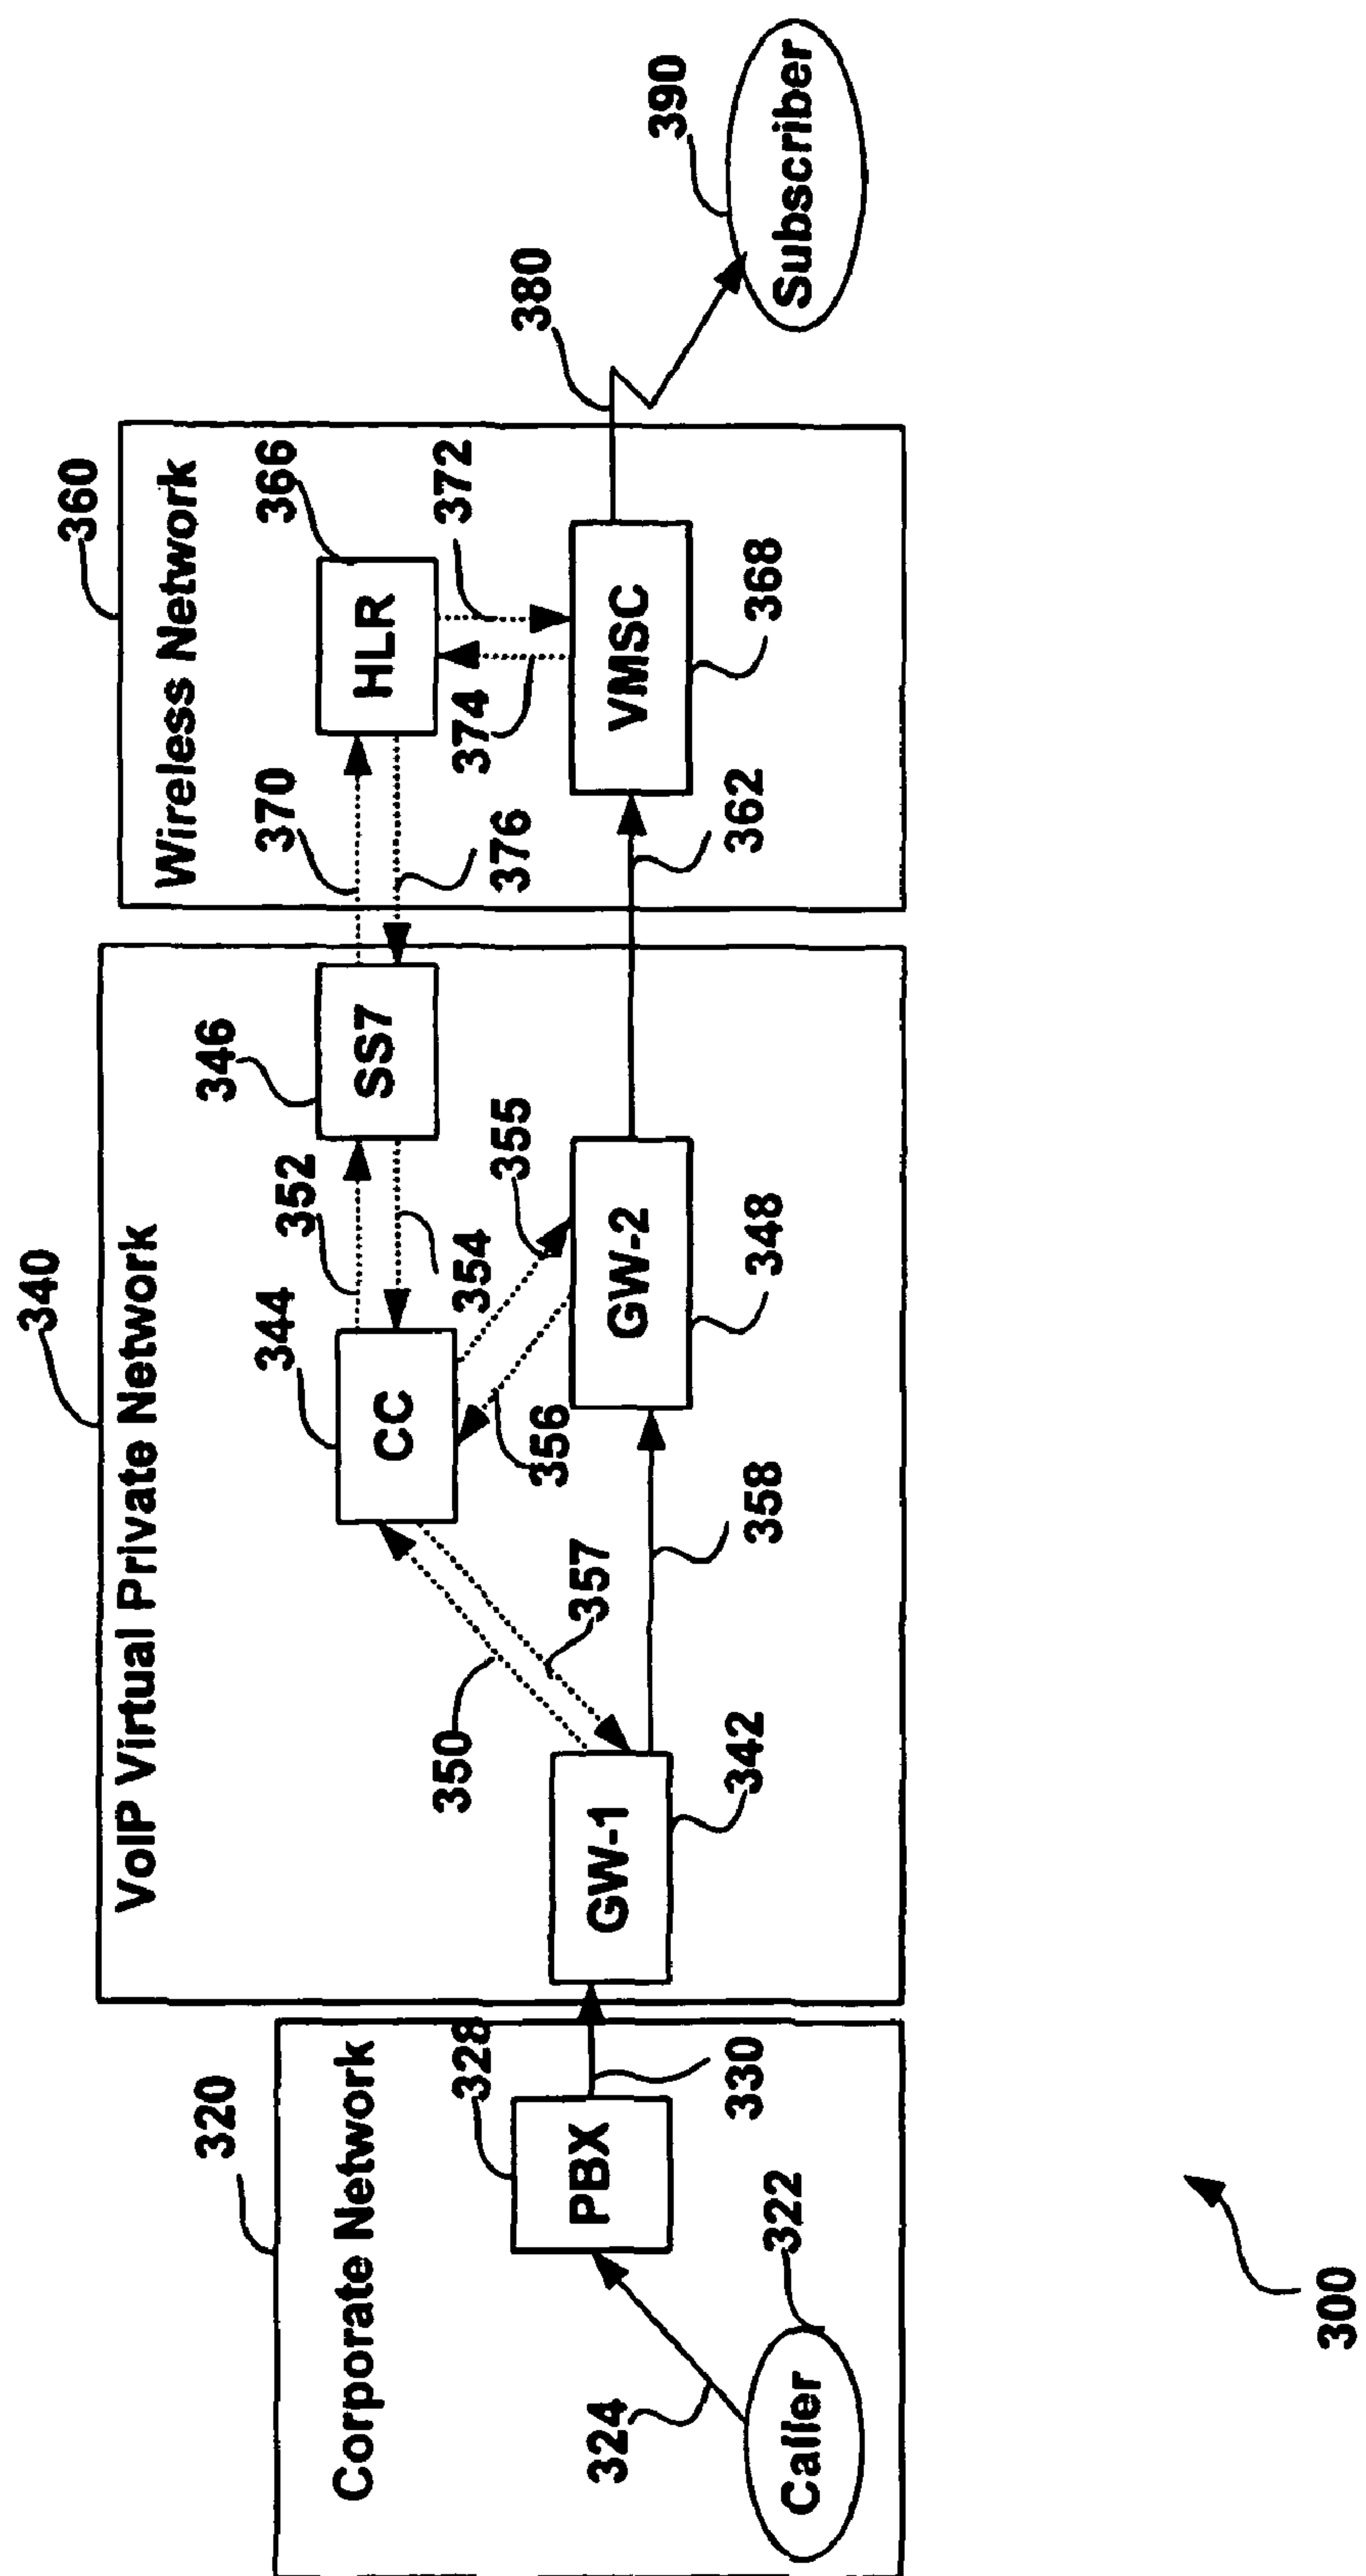 320
Corporate Network
328
PBX
330
324
322
Caller
340
VoIP Virtual Private Network
344
352
346
CC
SS7
354
355
350
357
356
GW-1
342
358
GW-2
348
360
Wireless Network
370
366
HLR
376
374
372
VMSC
362
368
380
390
Subscriber
300